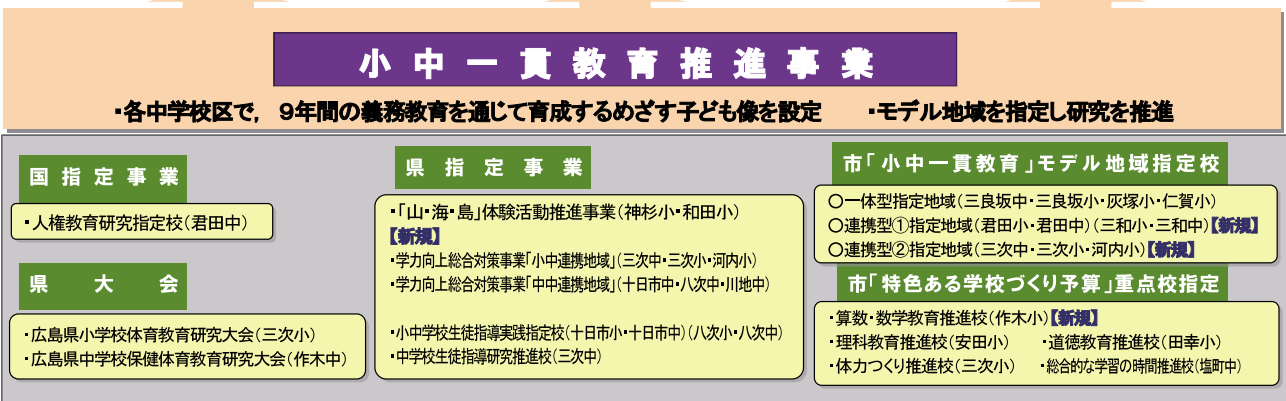 小中一貫教育推進事業
・各中学校区で，９年間の義務教育を通じて育成するめざす子ども像を設定　・モデル地域を指定し研究を推進
国指定事業
・人権教育研究指定校（君田中）
県大会
・広島県小学校体育教育研究大会（三次小）
・広島県中学校保健体育教育研究大会（作木中）
県指定事業
・「山・海・島」体験活動推進事業（神杉小・和田小）
【新規】
・学力向上総合対策事業「小中連携地域」（三次中・三次小・河内小）
・学力向上総合対策事業「中中連携地域」（十日市中・八次中・川地中）
・小中学校生徒指導実践指定校（十日市小・十日市中）（八次小・八次中）
・中学校生徒指導研究推進校（三次中）
市「小中一貫教育」モデル地域指定校
○一体型指定地域（三良坂中・三良坂小・灰塚小・仁賀小）
○連携型①指定地域（君田小・君田中）（三和小・三和中）【新規】
○連携型②指定地域（三次中・三次小・河内小）【新規】
市「特色ある学校づくり予算」重点校指定
・算数・数学教育推進校（作木小）【新規】
・理科教育推進校（安田小）　・道徳教育推進校（田幸小）
・体力つくり推進校（三次小）　・総合的な学習の時間推進校（塩町中）